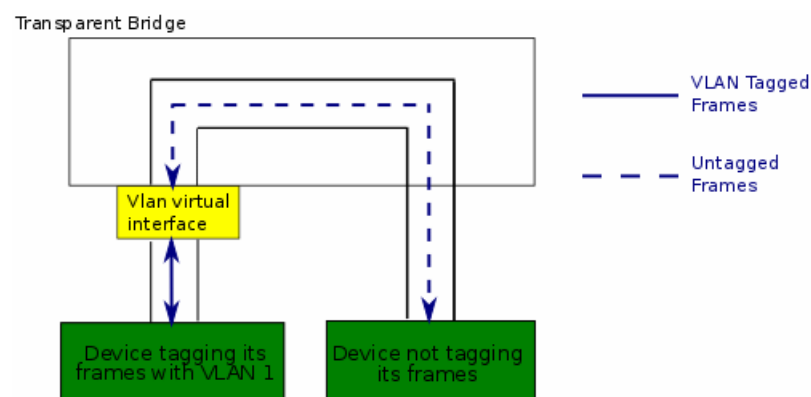 Transparent Bridge
VLAN Tagged
Frames
Untagged
Frames
Vlan virtual
interface
Device tagging its
frames with VLAN 1
Device not tagging
its frames